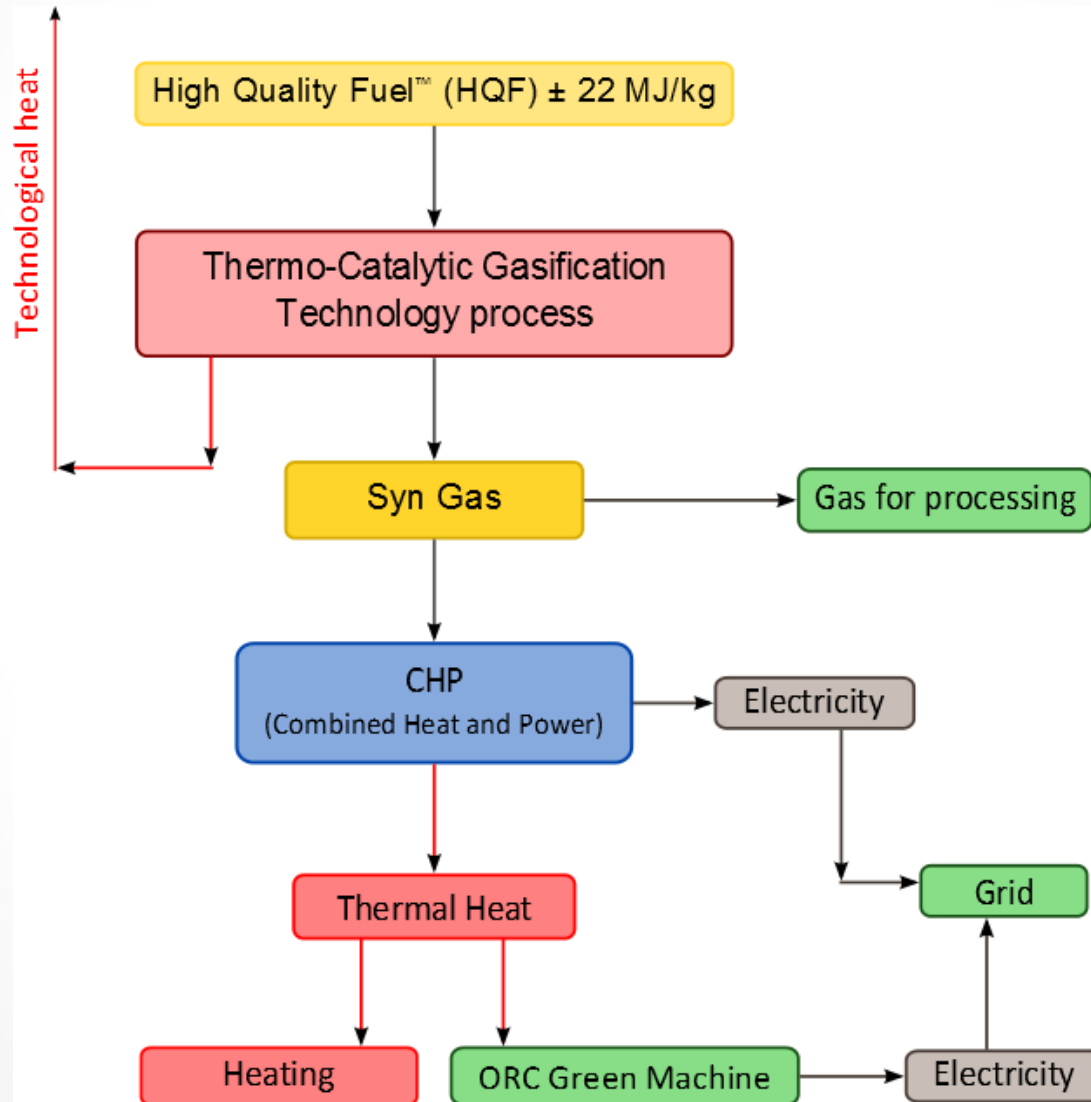 Technological heat
High Quality Fuel™ (HQF) ± 22 MJ/kg
Thermo-Catalytic Gasification
Technology process
Syn Gas
Gas for processing
CHP
(Combined Heat and Power)
Electricity
Thermal Heat
Grid
Heating
ORC Green Machine
Electricity